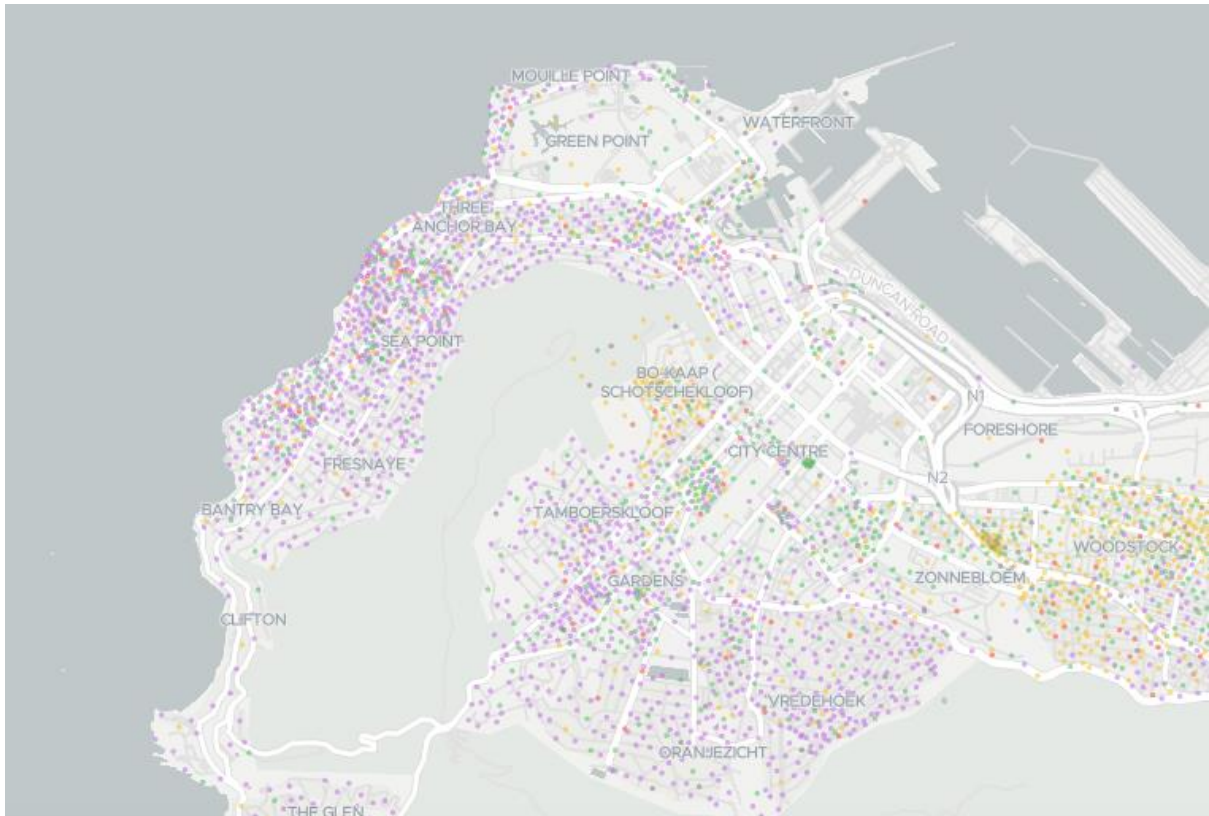 MOUILLE POINT
WATERFRONT
GREEN POINT
THREE
ANCHOR BAY
DUNCAN ROAD
SEA POINT
BO-KAAP (
SCHOTSCHEKLOOF)
N1
FORESHORE
CITY CENTRE
FRESNAYE
N2
BANTRY BAY
TAMBOERSKLOOF
WOODSTOCK
GARDENS
ZONNEBLOEM
CLIFTON
VREDEHOEK
ORANJEZICHT
THE GLEN